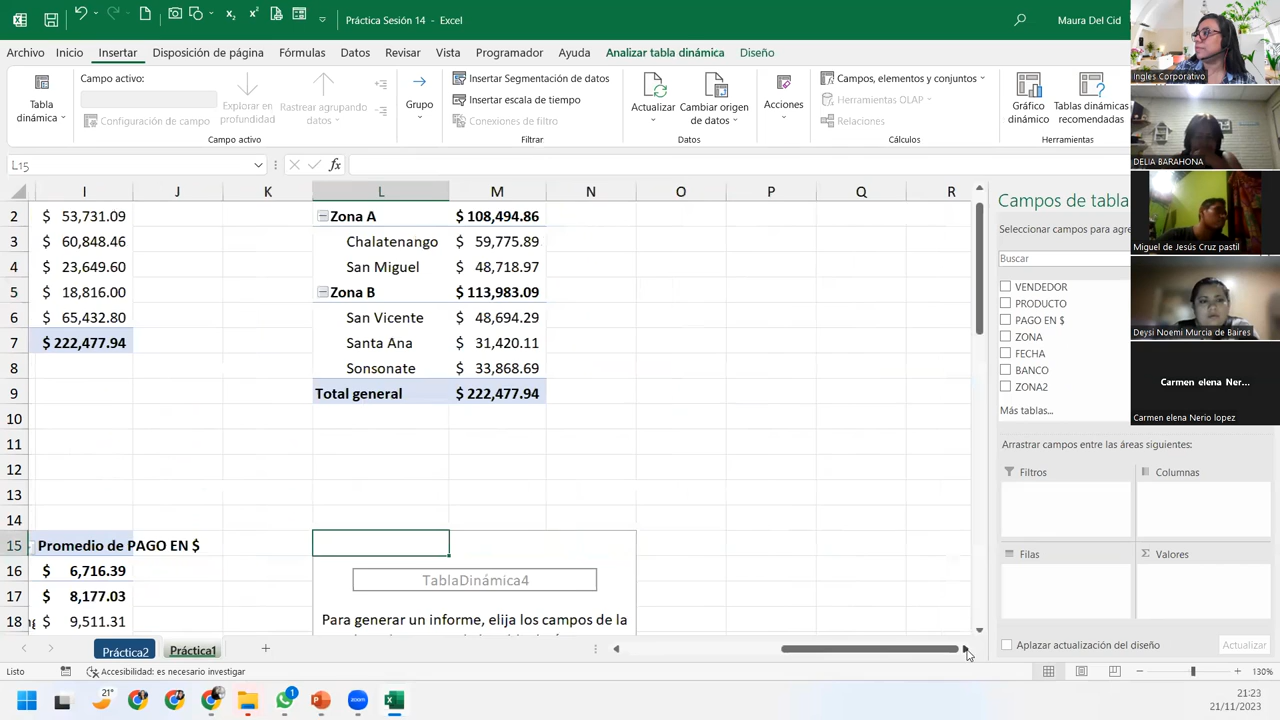 Práctica Sesión 14 - Excel
Maura Del Cid
Archivo Inicio Insertar Disposición de página Fórmulas Datos Revisar Vista Programador Ayuda Analizar tabla dinámica Diseño
Tabla dinámica
Campo activo:
Configuración de campo
Explorar en profundidad
Rastrear agrupando datos
Campo activo
Grupo
Insertar Segmentación de datos
Insertar escala de tiempo
Conexiones de filtro
Filtrar
Actualizar
Cambiar origen de datos
Datos
Acciones
Campos, elementos y conjuntos
Herramientas OLAP
Relaciones
Cálculos
Gráfico dinámico
Tablas dinámicas recomendadas
Herramientas
L15
fx
I J K L M N O P Q R
2 $ 53,731.09 Zona A $ 108,494.86
3 $ 60,848.46 Chalatenango $ 59,775.89
4 $ 23,649.60 San Miguel $ 48,718.97
5 $ 18,816.00 Zona B $ 113,983.09
6 $ 65,432.80 San Vicente $ 48,694.29
7 $ 222,477.94 Santa Ana $ 31,420.11
8 Sonsonate $ 33,868.69
9 Total general $ 222,477.94
10
11
12
13
14
15 Promedio de PAGO EN $
16 $ 6,716.39
17 $ 8,177.03
18 $ 9,511.31
TablaDinámica4
Para generar un informe, elija los campos de la
Campos de tabla
Seleccionar campos para agre
Buscar
VENDEDOR
PRODUCTO
PAGO EN $
ZONA
FECHA
BANCO
ZONA2
Más tablas...
Arrastrar campos entre las áreas siguientes:
Filtros
Columnas
Filas
Σ Valores
Aplazar actualización del diseño
Actualizar
Ingles Corporativo
DELIA BARAHONA
Miguel de Jesús Cruz pastil
Deysi Noemi Murcia de Baires
Carmen elena Ner...
Carmen elena Nerio lopez
Práctica2 Práctica1
Listo
Accesibilidad: es necesario investigar
130%
21°
1
zoom
21:23
21/11/2023